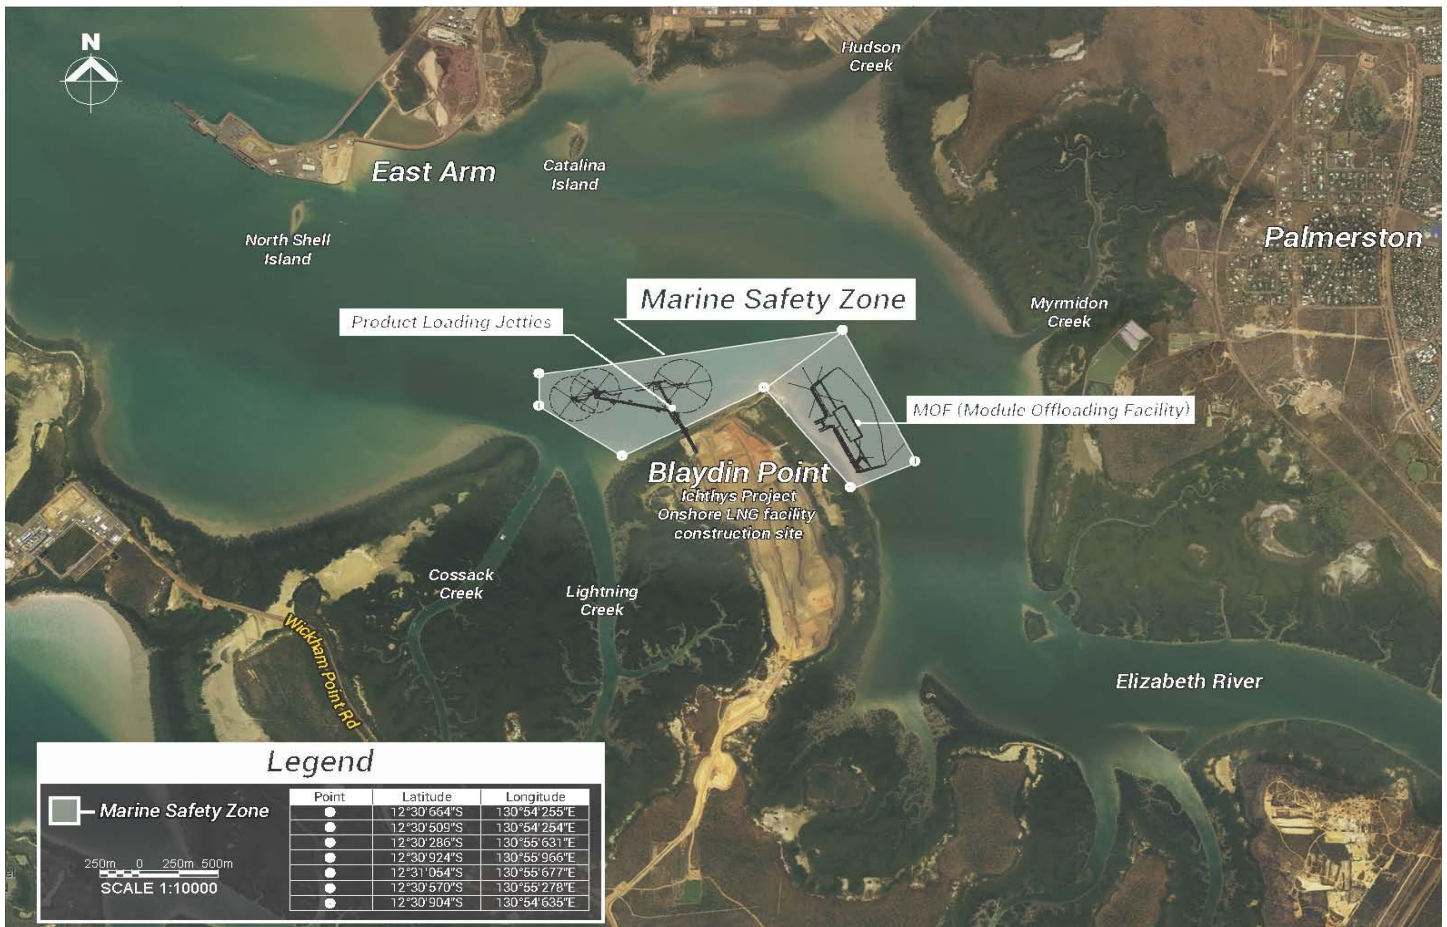 N
Hudson
Creek
East Arm
Catalina
Island
North Shell
Island
Palmerston
Marine Safety Zone
Myrmidon
Creek
Product Loading Jetties
MOF (Module Offloading Facility)
Blaydin Point
Ichthys Project
Onshore LNG facility
construction site
Cossack
Creek
Lightning
Creek
Wickham Point Rd
Elizabeth River
Legend
Marine Safety Zone
Point Latitude Longitude
12°30'664"S 130°54'255"E
12°30'509"S 130°54'254"E
12°30'286"S 130°55'631"E
12°30'924"S 130°55'966"E
12°31'054"S 130°55'677"E
12°30'570"S 130°55'278"E
12°30'904"S 130°54'635"E
250m 0 250m 500m
SCALE 1:10000